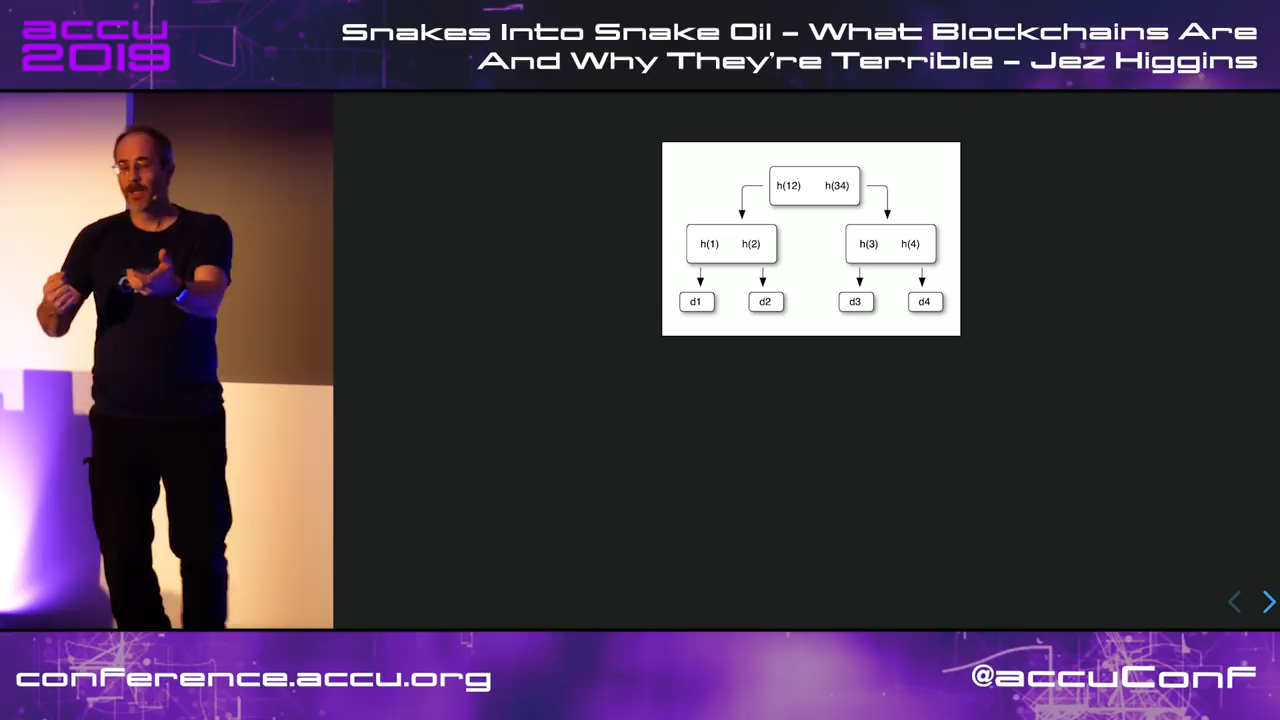 accu
2019
Snakes Into Snake Oil – What Blockchains Are
And Why They're Terrible – Jez Higgins
h(12) h(34)
h(1) h(2) h(3) h(4)
d1 d2 d3 d4
conference.accu.org
@accuConf